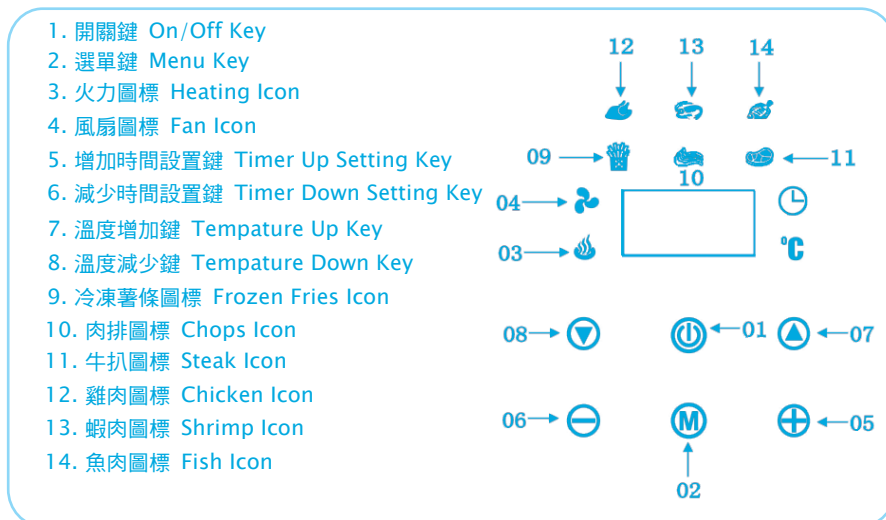 1. 開關鍵 On/Off Key
2. 選單鍵 Menu Key
3. 火力圖標 Heating Icon
4. 風扇圖標 Fan Icon
5. 增加時間設置鍵 Timer Up Setting Key
6. 減少時間設置鍵 Timer Down Setting Key
7. 溫度增加鍵 Tempature Up Key
8. 溫度減少鍵 Tempature Down Key
9. 冷凍薯條圖標 Frozen Fries Icon
10. 肉排圖標 Chops Icon
11. 牛扒圖標 Steak Icon
12. 雞肉圖標 Chicken Icon
13. 蝦肉圖標 Shrimp Icon
14. 魚肉圖標 Fish Icon
12 13 14
09 11
10
04
03 °C
08 01 07
06 M 05
02